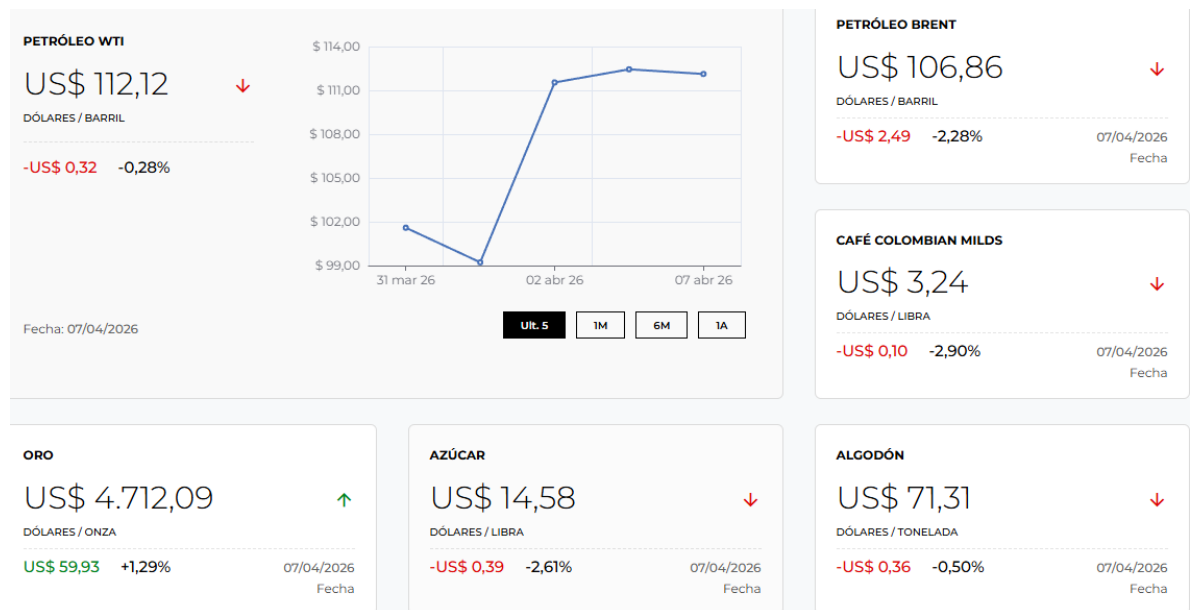 PETRÓLEO WTI
US$ 112,12
DÓLARES / BARRIL
-US$ 0,32 -0,28%
$ 114,00
$ 111,00
$ 108,00
$ 105,00
$ 102,00
$ 99,00
31 mar 26 02 abr 26 07 abr 26
Fecha: 07/04/2026
Ult. 5 1M 6M 1A
PETRÓLEO BRENT
US$ 106,86
DÓLARES / BARRIL
-US$ 2,49 -2,28% 07/04/2026
Fecha
CAFÉ COLOMBIAN MILDS
US$ 3,24
DÓLARES / LIBRA
-US$ 0,10 -2,90% 07/04/2026
Fecha
ORO
US$ 4.712,09
DÓLARES / ONZA
US$ 59,93 +1,29% 07/04/2026
Fecha
AZÚCAR
US$ 14,58
DÓLARES / LIBRA
-US$ 0,39 -2,61% 07/04/2026
Fecha
ALGODÓN
US$ 71,31
DÓLARES / TONELADA
-US$ 0,36 -0,50% 07/04/2026
Fecha